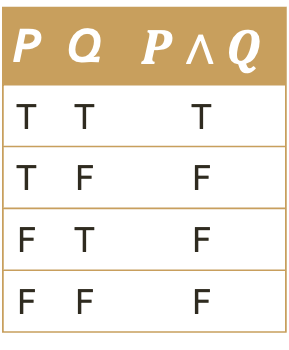 P Q P ∧ Q
T T T
T F F
F T F
F F F